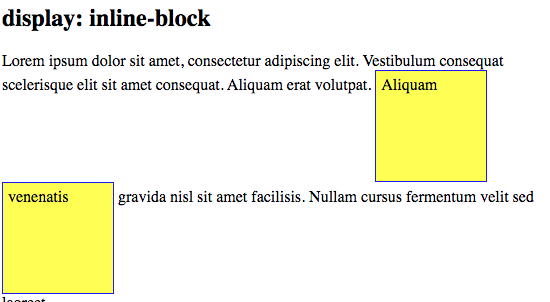 display: inline-block
Lorem ipsum dolor sit amet, consectetur adipiscing elit. Vestibulum consequat
scelerisque elit sit amet consequat. Aliquam erat volutpat. Aliquam
venenatis gravida nisl sit amet facilisis. Nullam cursus fermentum velit sed